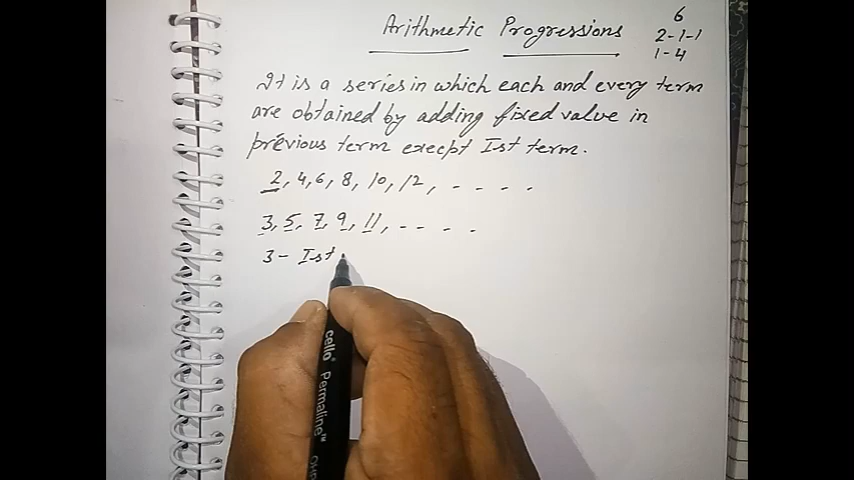 Arithmetic Progressions
6
2-1-1
1-4
It is a series in which each and every term
are obtained by adding fixed value in
previous term execpt Ist term.
2, 4, 6, 8, 10, 12, - - - -
3, 5, 7, 9, 11, - - - -
3 - Ist
cello Permaline™